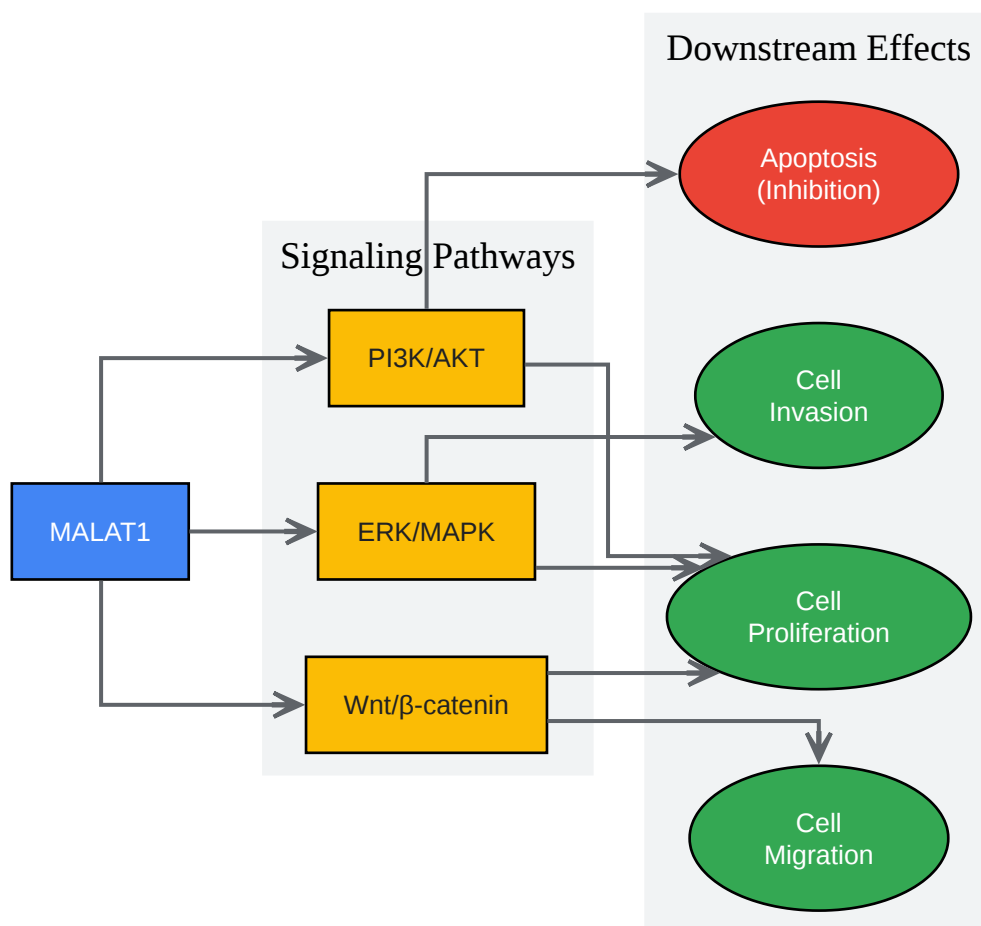 Downstream Effects
Apoptosis
(Inhibition)
Signaling Pathways
PI3K/AKT
Cell
Invasion
MALAT1
ERK/MAPK
Cell
Proliferation
Wnt/β-catenin
Cell
Migration